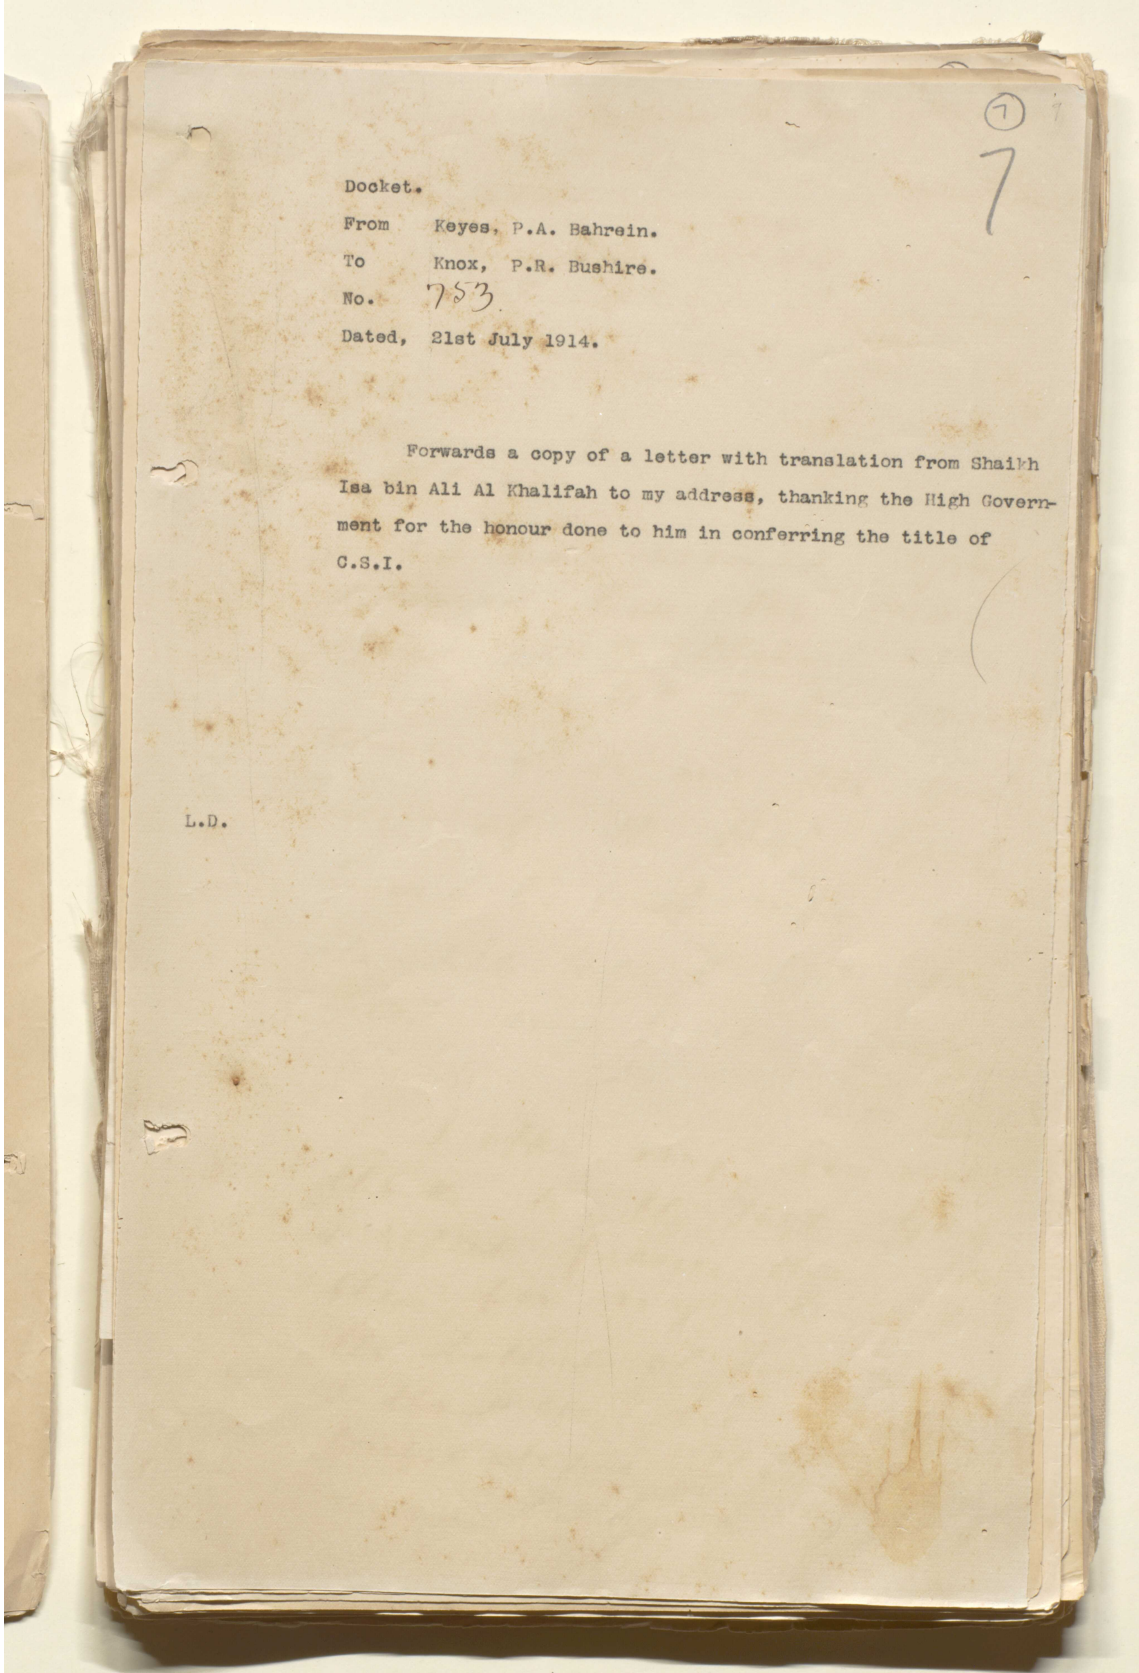 7
7
Docket.
From Keyes, P.A. Bahrein.
To Knox, P.R. Bushire.
No. 753.
Dated, 21st July 1914.
Forwards a copy of a letter with translation from Shaikh
Isa bin Ali Al Khalifah to my address, thanking the High Govern-
ment for the honour done to him in conferring the title of
C.S.I.
L.D.